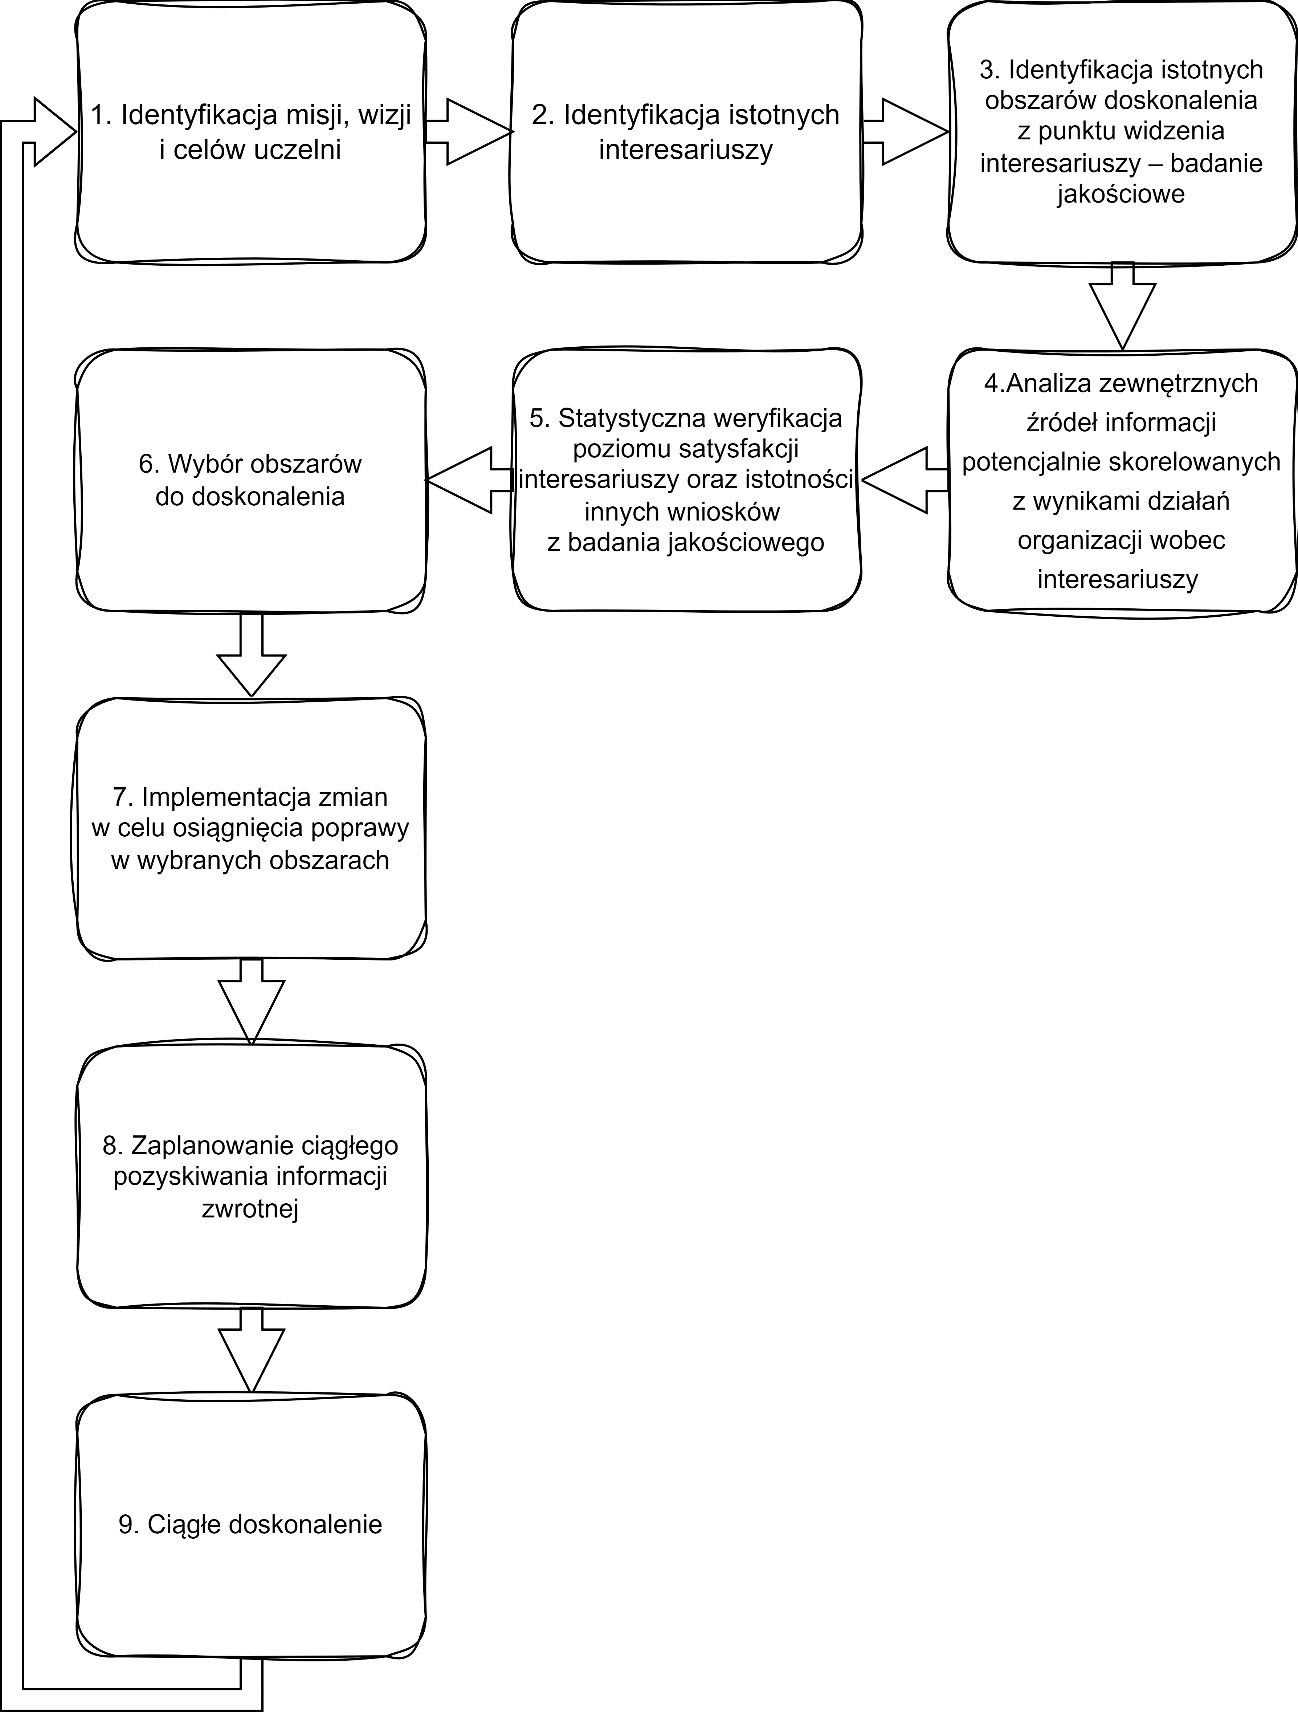 1. Identyfikacja misji, wizji
i celów uczelni
2. Identyfikacja istotnych
interesariuszy
3. Identyfikacja istotnych
obszarów doskonalenia
z punktu widzenia
interesariuszy – badanie
jakościowe
4.Analiza zewnętrznych
źródeł informacji
potencjalnie skorelowanych
z wynikami działań
organizacji wobec
interesariuszy
5. Statystyczna weryfikacja
poziomu satysfakcji
interesariuszy oraz istotności
innych wniosków
z badania jakościowego
6. Wybór obszarów
do doskonalenia
7. Implementacja zmian
w celu osiągnięcia poprawy
w wybranych obszarach
8. Zaplanowanie ciągłego
pozyskiwania informacji
zwrotnej
9. Ciągłe doskonalenie